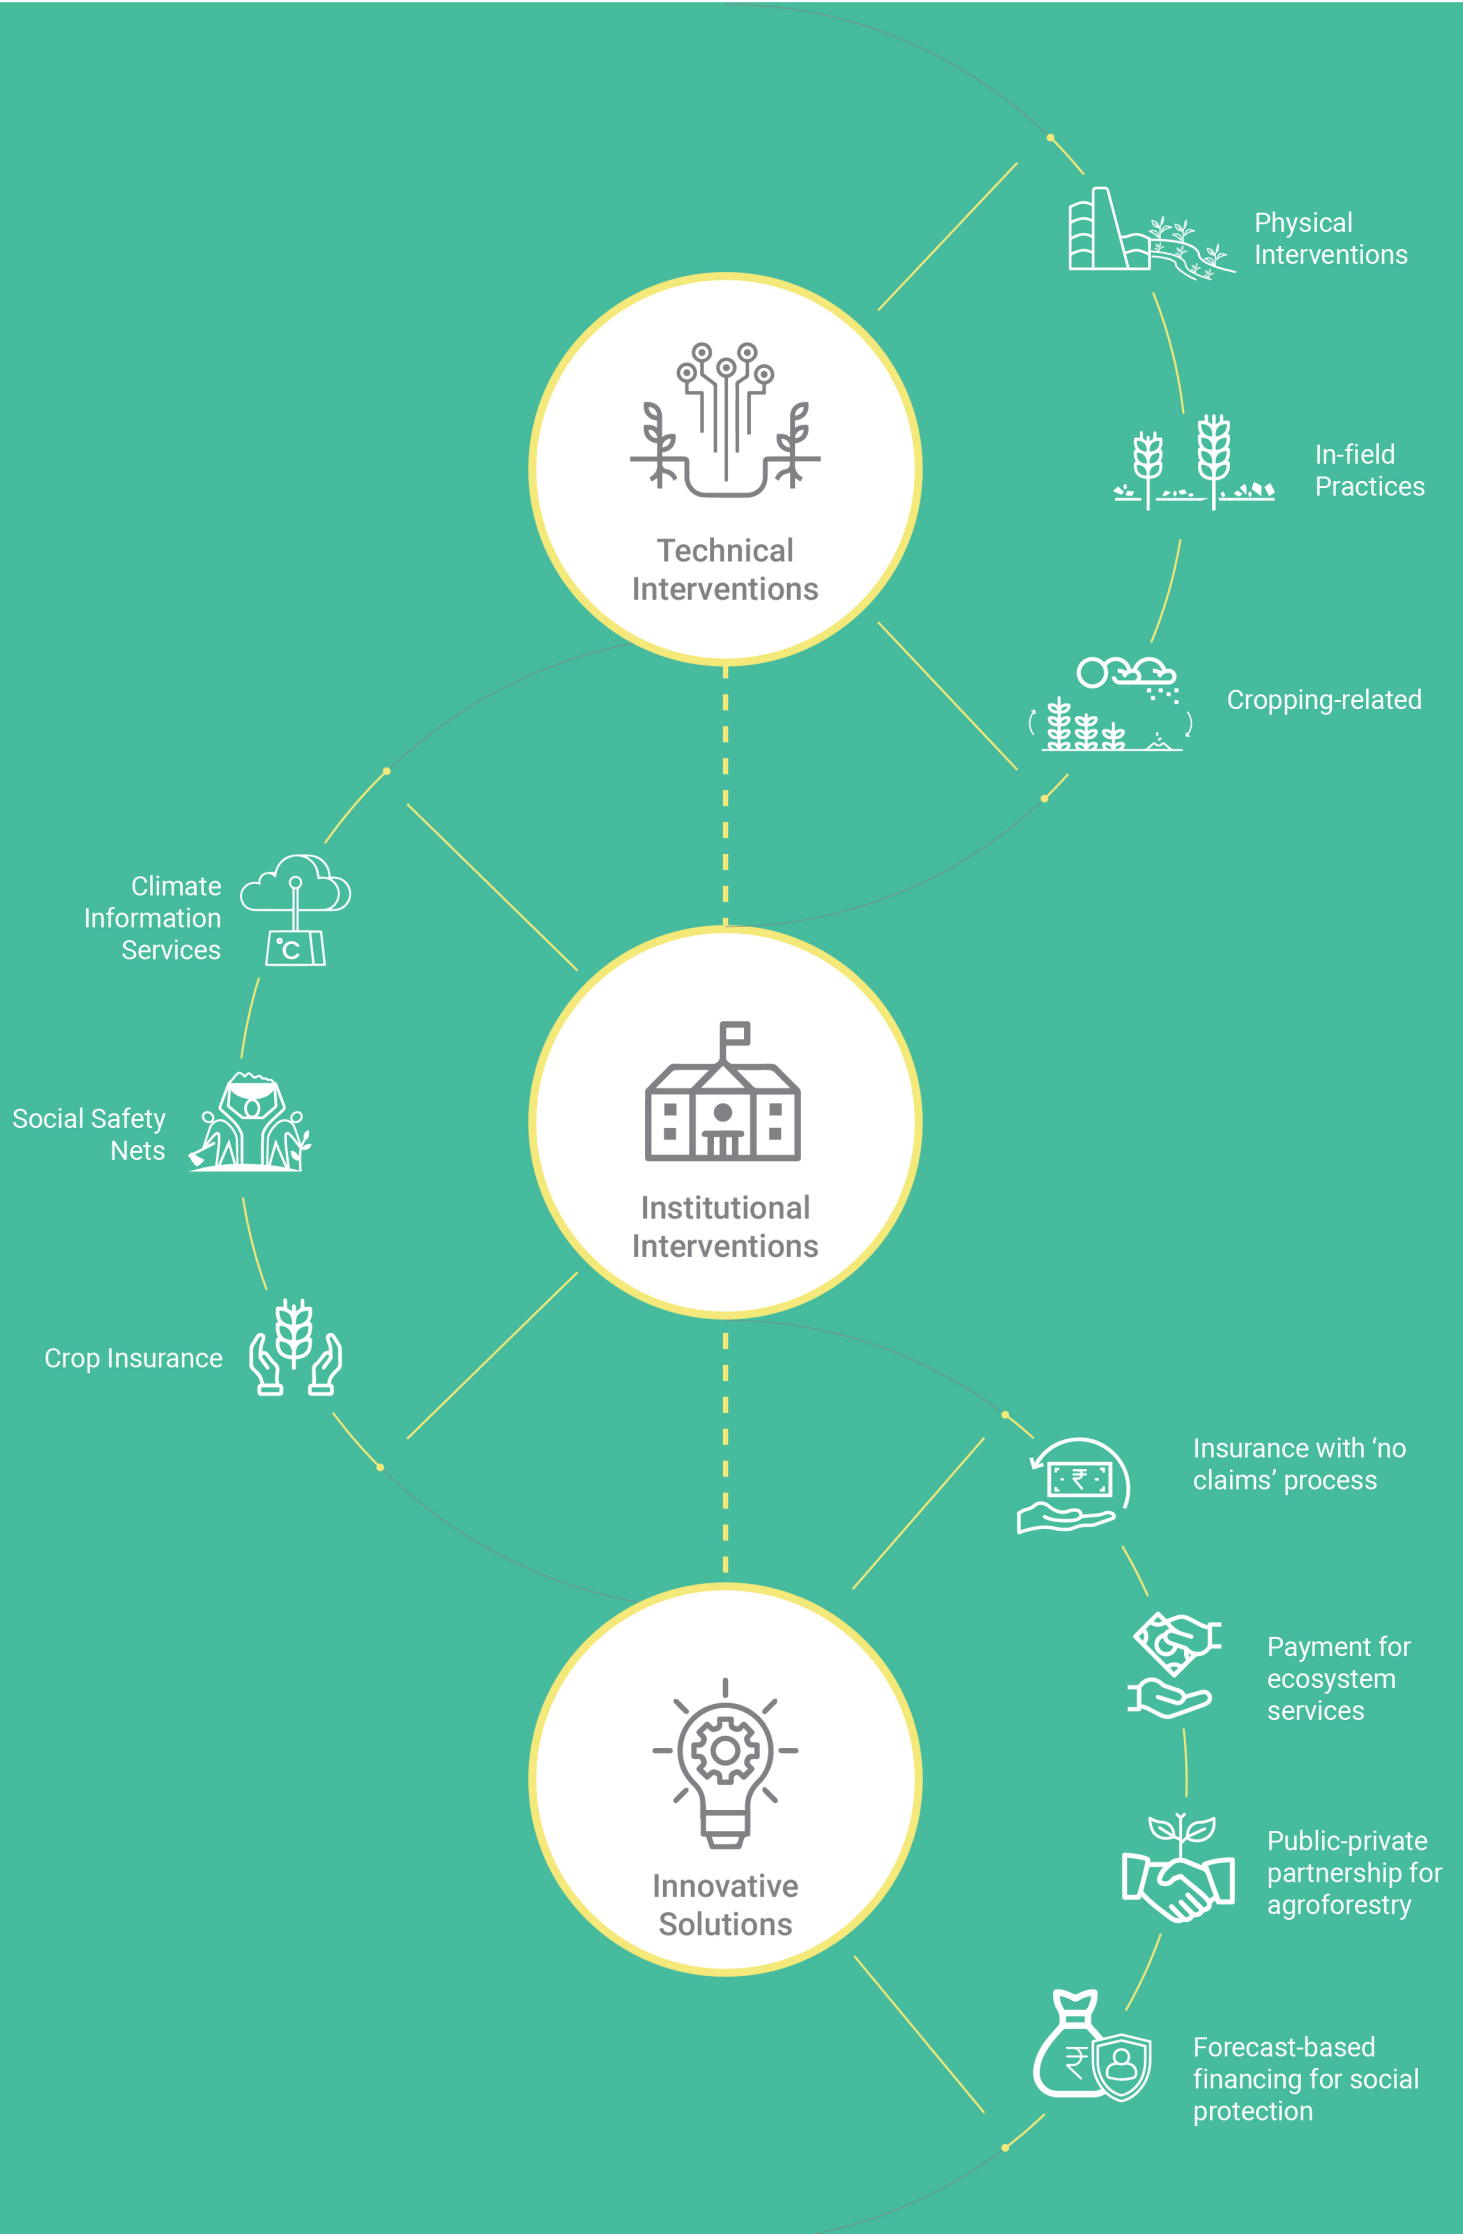 Physical
Interventions
In-field
Practices
Technical
Interventions
Cropping-related
Climate
Information
Services
°C
Social Safety
Nets
Institutional
Interventions
Crop Insurance
Insurance with ‘no
claims’ process
₹
Payment for
ecosystem
services
Public-private
partnership for
agroforestry
Innovative
Solutions
Forecast-based
financing for social
protection
₹